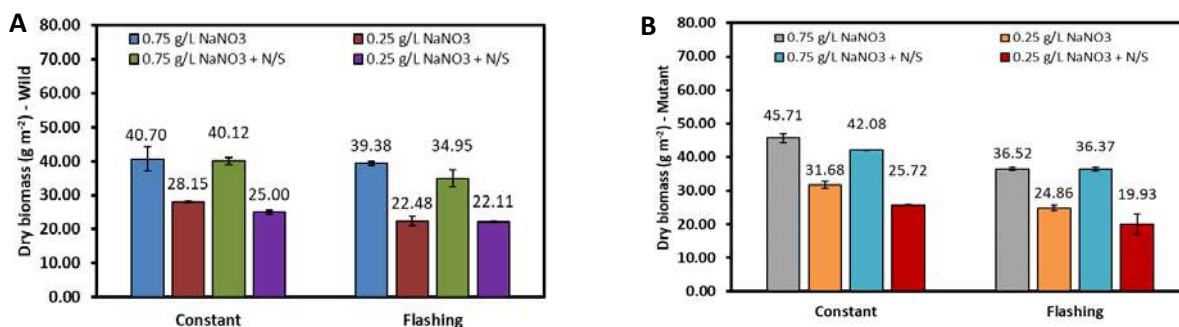 A
Dry biomass (g m⁻²) - Wild
80.00
70.00
60.00
50.00
40.00
30.00
20.00
10.00
0.00
0.75 g/L NaNO3
0.25 g/L NaNO3
0.75 g/L NaNO3 + N/S
0.25 g/L NaNO3 + N/S
40.70
28.15
40.12
25.00
39.38
22.48
34.95
22.11
Constant
Flashing
B
Dry biomass (g m⁻²) - Mutant
80.00
70.00
60.00
50.00
40.00
30.00
20.00
10.00
0.00
0.75 g/L NaNO3
0.25 g/L NaNO3
0.75 g/L NaNO3 + N/S
0.25 g/L NaNO3 + N/S
45.71
31.68
42.08
25.72
36.52
24.86
36.37
19.93
Constant
Flashing